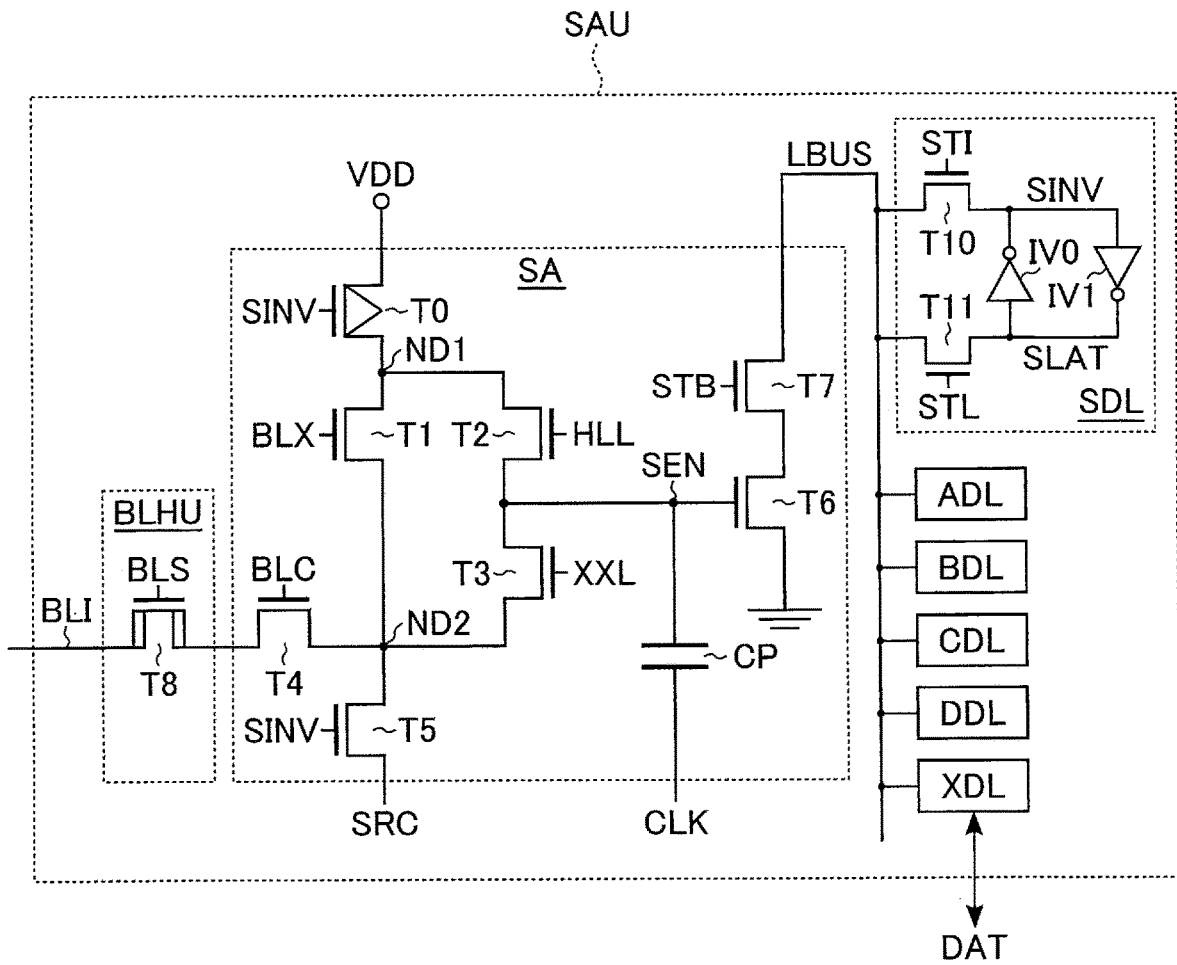 SAU
LBUS
STI
SINV
T10
IV0
IV1
T11
SLAT
STL
SDL
VDD
SA
SINV
T0
ND1
BLX
T1
T2
HLL
STB
T7
SEN
T6
BLHU
BLS
BLC
T3
XXL
BLI
ND2
T8
T4
CP
SINV
T5
SRC
CLK
ADL
BDL
CDL
DDL
XDL
DAT